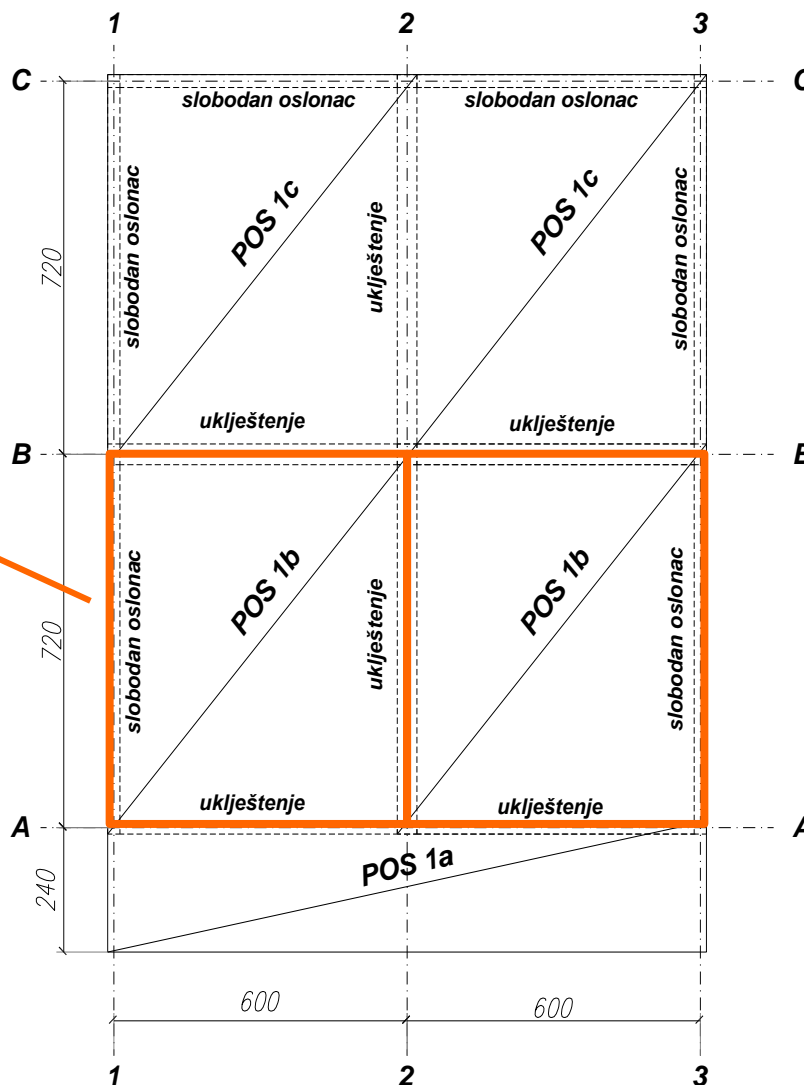 1 2 3
C C
slobodan oslonac slobodan oslonac
slobodan oslonac POS 1c uklještenje POS 1c slobodan oslonac
720
uklještenje uklještenje
B B
slobodan oslonac POS 1b uklještenje POS 1b slobodan oslonac
720
uklještenje uklještenje
A A
POS 1a
240
600 600
1 2 3